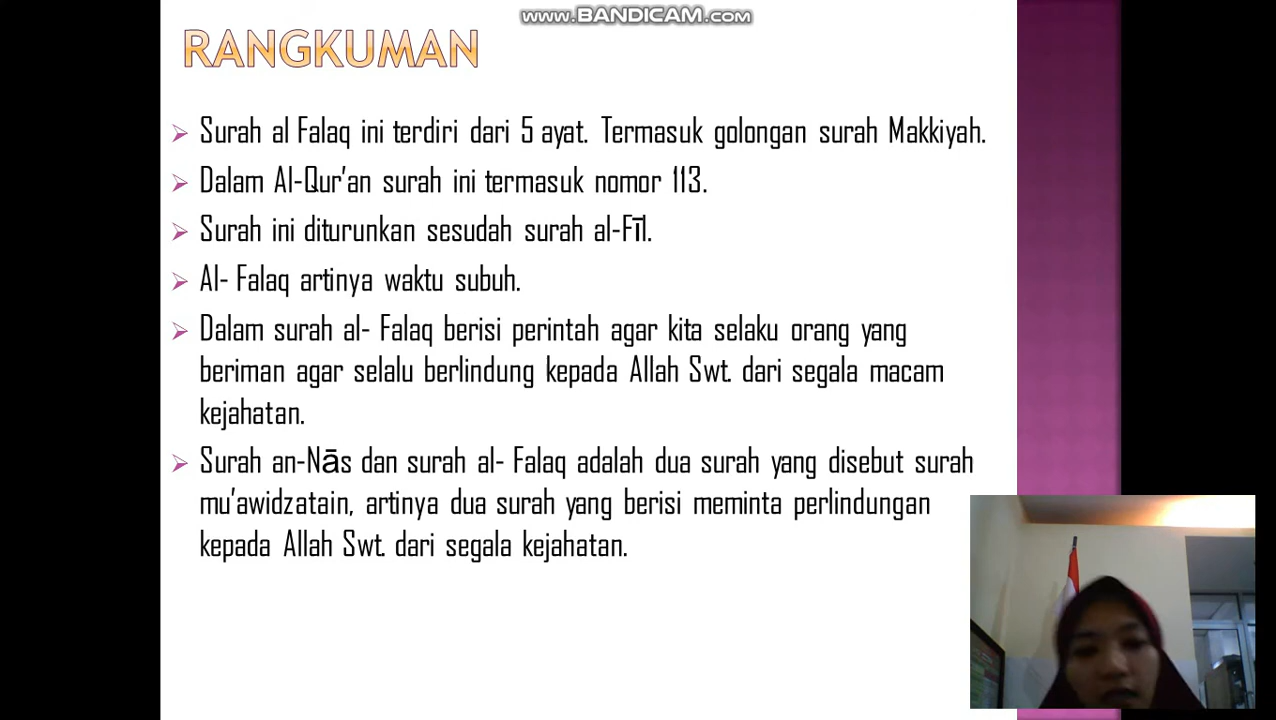 www.BANDICAM.com
RANGKUMAN
Surah al Falaq ini terdiri dari 5 ayat. Termasuk golongan surah Makkiyah.
Dalam Al-Qur'an surah ini termasuk nomor 113.
Surah ini diturunkan sesudah surah al-Fīl.
Al- Falaq artinya waktu subuh.
Dalam surah al- Falaq berisi perintah agar kita selaku orang yang
beriman agar selalu berlindung kepada Allah Swt. dari segala macam
kejahatan.
Surah an-Nās dan surah al- Falaq adalah dua surah yang disebut surah
mu'awidzatain, artinya dua surah yang berisi meminta perlindungan
kepada Allah Swt. dari segala kejahatan.